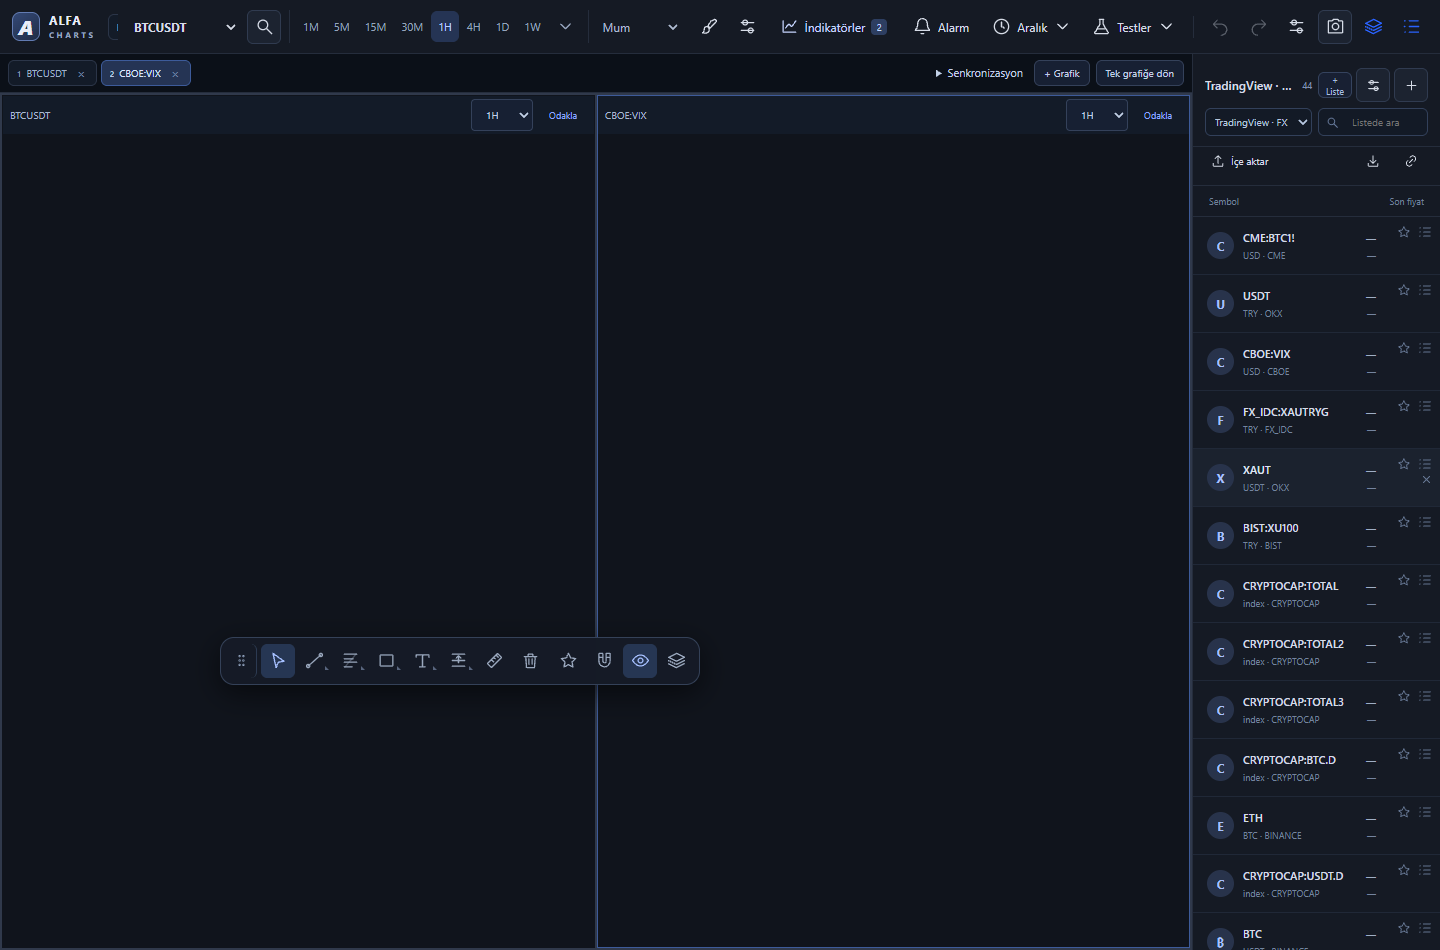 ALFA
CHARTS
BTCUSDT
1M 5M 15M 30M 1H 4H 1D 1W
Mum
İndikatörler 2
Alarm
Aralık
Testler
1 BTCUSDT ×
2 CBOE:VIX ×
Senkronizasyon
+ Grafik
Tek grafiğe dön
BTCUSDT
1H
Odakla
CBOE:VIX
1H
Odakla
TradingView · ...
44
+
Liste
+
TradingView · FX
Listede ara
İçe aktar
Sembol
Son fiyat
C
CME:BTC1! —
USD · CME —
U
USDT —
TRY · OKX —
C
CBOE:VIX —
USD · CBOE —
F
FX_IDC:XAUTRYG —
TRY · FX_IDC —
X
XAUT —
USDT · OKX —
B
BIST:XU100 —
TRY · BIST —
C
CRYPTOCAP:TOTAL —
index · CRYPTOCAP —
C
CRYPTOCAP:TOTAL2 —
index · CRYPTOCAP —
C
CRYPTOCAP:TOTAL3 —
index · CRYPTOCAP —
C
CRYPTOCAP:BTC.D —
index · CRYPTOCAP —
E
ETH —
BTC · BINANCE —
C
CRYPTOCAP:USDT.D —
index · CRYPTOCAP —
₿
BTC —